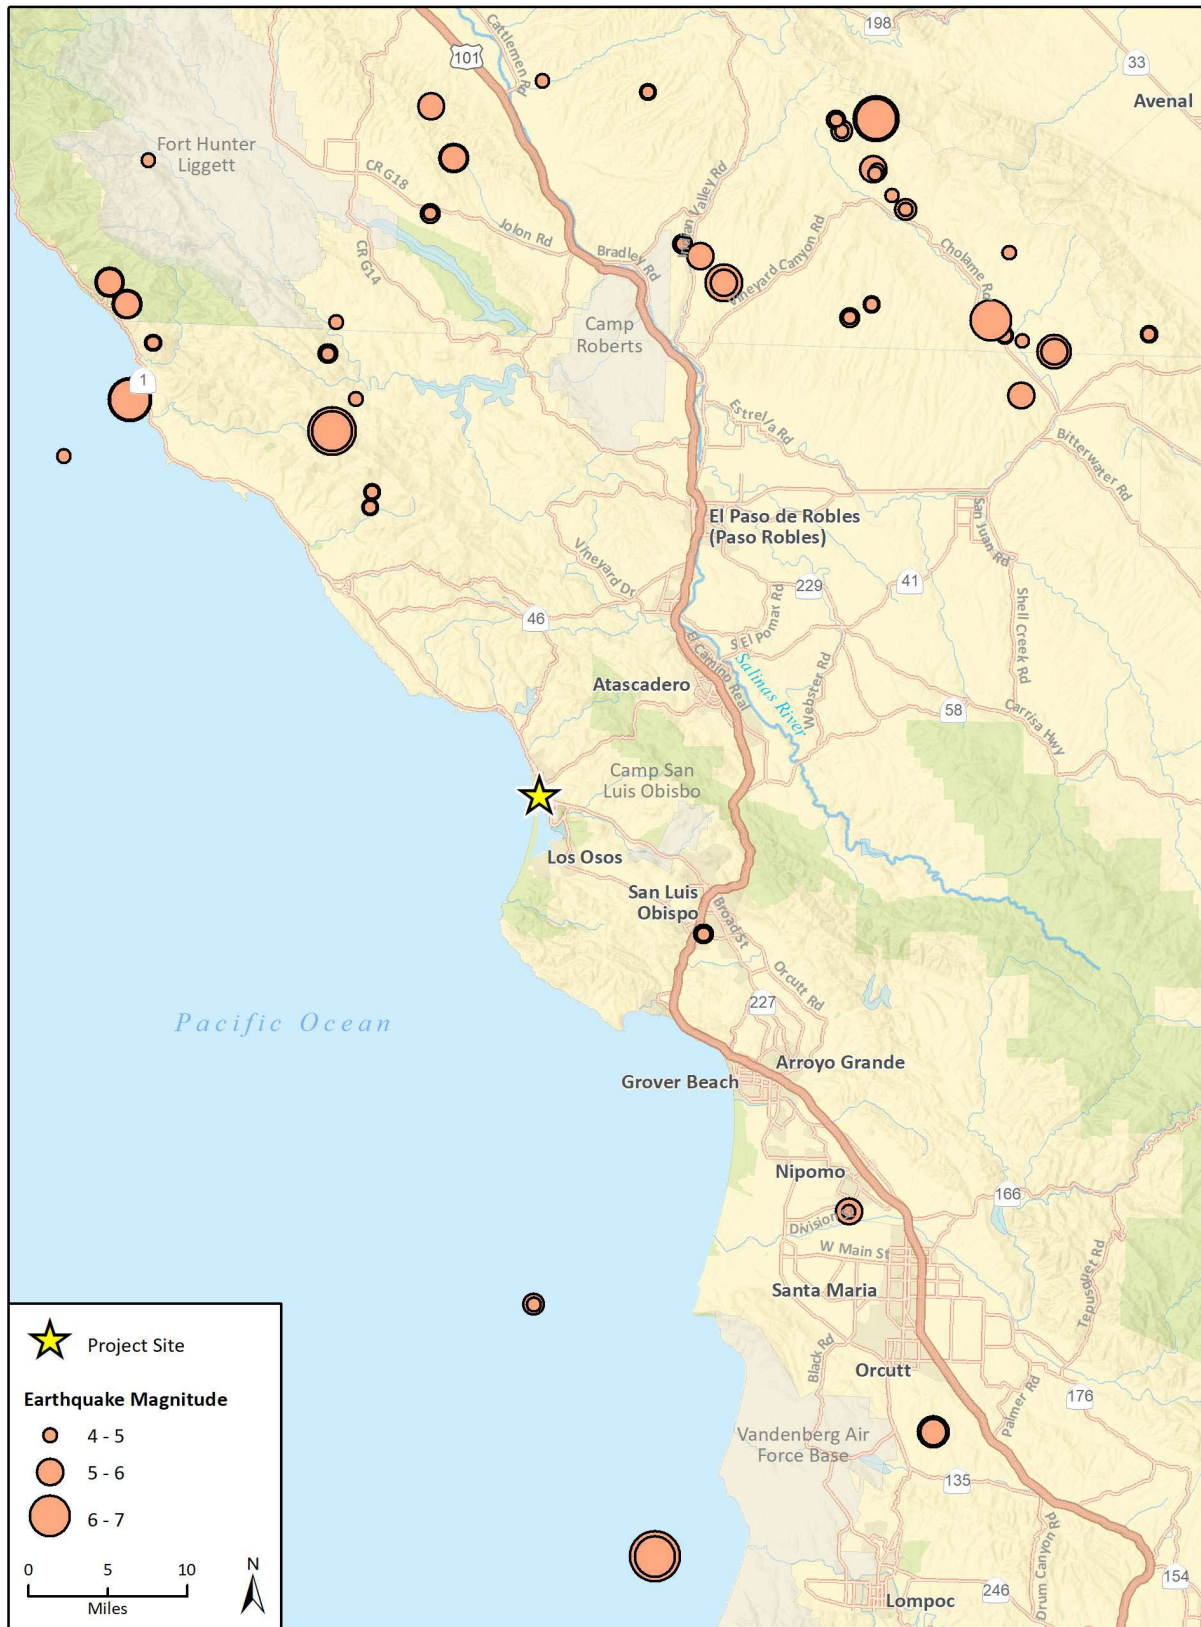 198
Cattlemen Rd
101
33
Avenal
Fort Hunter
Liggett
CR G18
Jolon Rd
CR G14
Bradley Rd
Valley Rd
Vineyard Canyon Rd
Cholame Rd
Camp
Roberts
1
Estrella Rd
Bitterwater Rd
El Paso de Robles
(Paso Robles)
San Juan Rd
Vineyard Dr
229
41
46
S El Pomar Rd
Shell Creek Rd
El Camino Real
Salinas River
Webster Rd
Atascadero
58
Carrisa Hwy
Camp San
Luis Obisbo
Los Osos
San Luis
Obispo
Broad St
Orcutt Rd
227
Pacific Ocean
Arroyo Grande
Grover Beach
Nipomo
166
Division St
W Main St
Tepusquet Rd
Santa Maria
Black Rd
Orcutt
Palmer Rd
176
Vandenberg Air
Force Base
135
Drum Canyon Rd
154
246
Lompoc
Project Site
Earthquake Magnitude
4 - 5
5 - 6
6 - 7
0 5 10
Miles
N